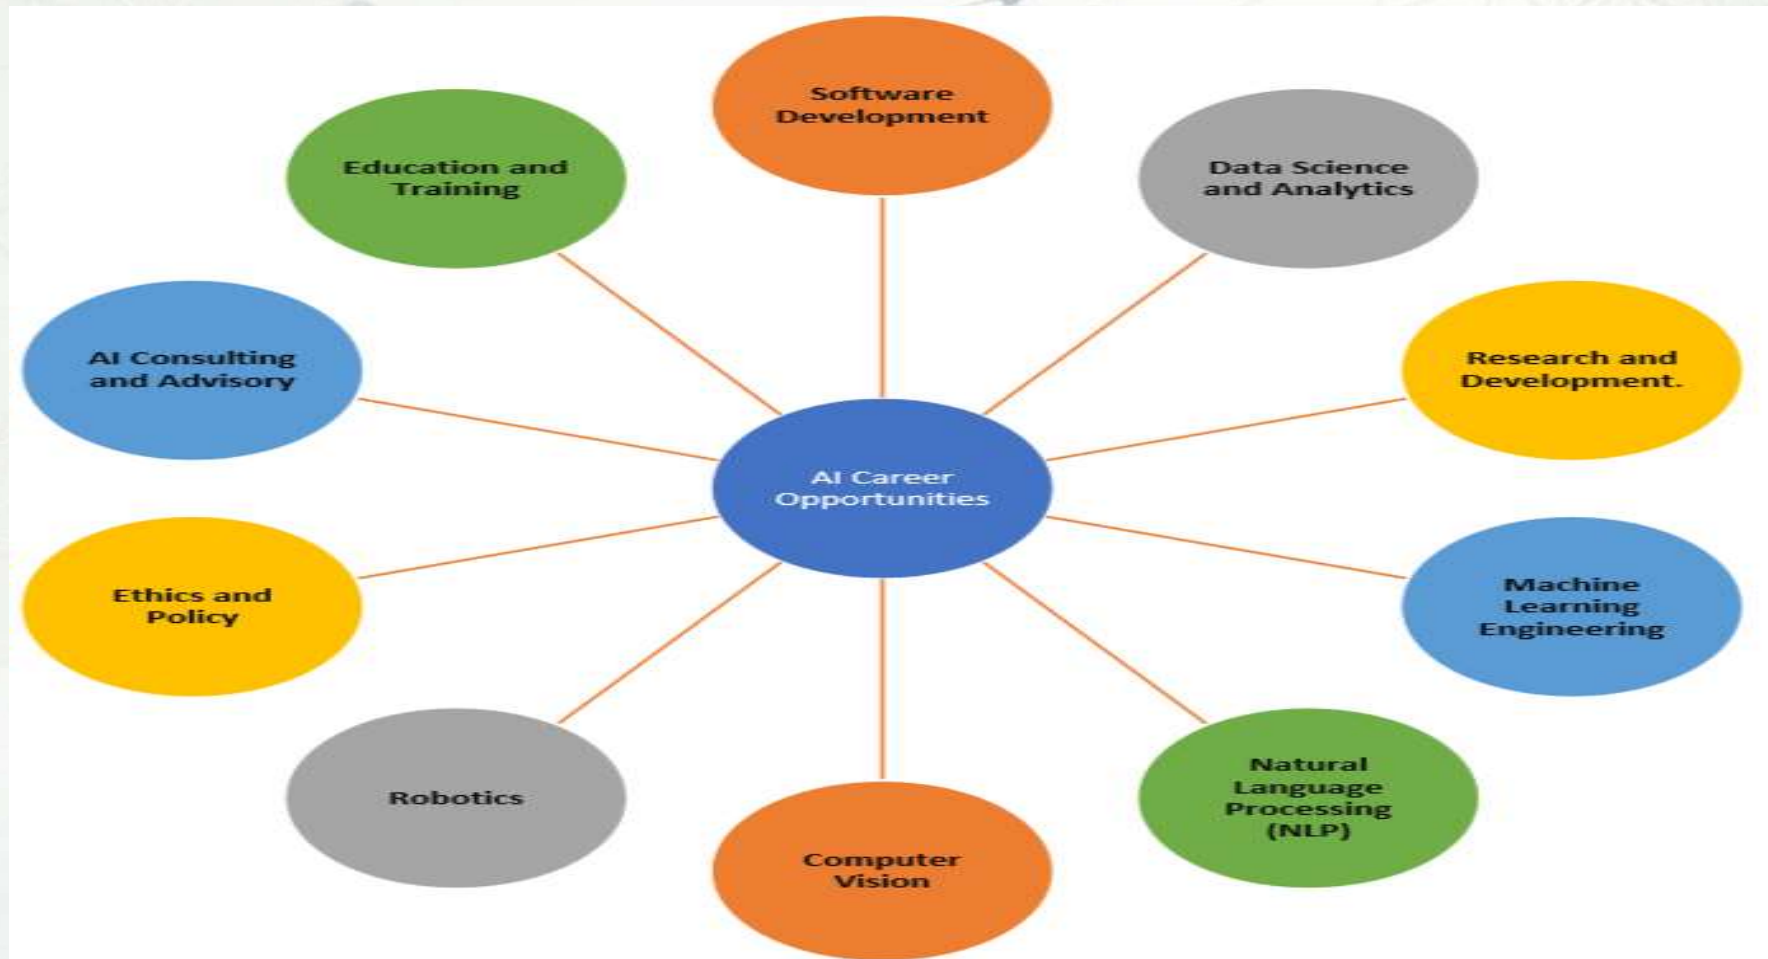 Software
Development
Data Science
and Analytics
Research and
Development.
Machine
Learning
Engineering
Natural
Language
Processing
(NLP)
Computer
Vision
Robotics
Ethics and
Policy
AI Consulting
and Advisory
Education and
Training
AI Career
Opportunities